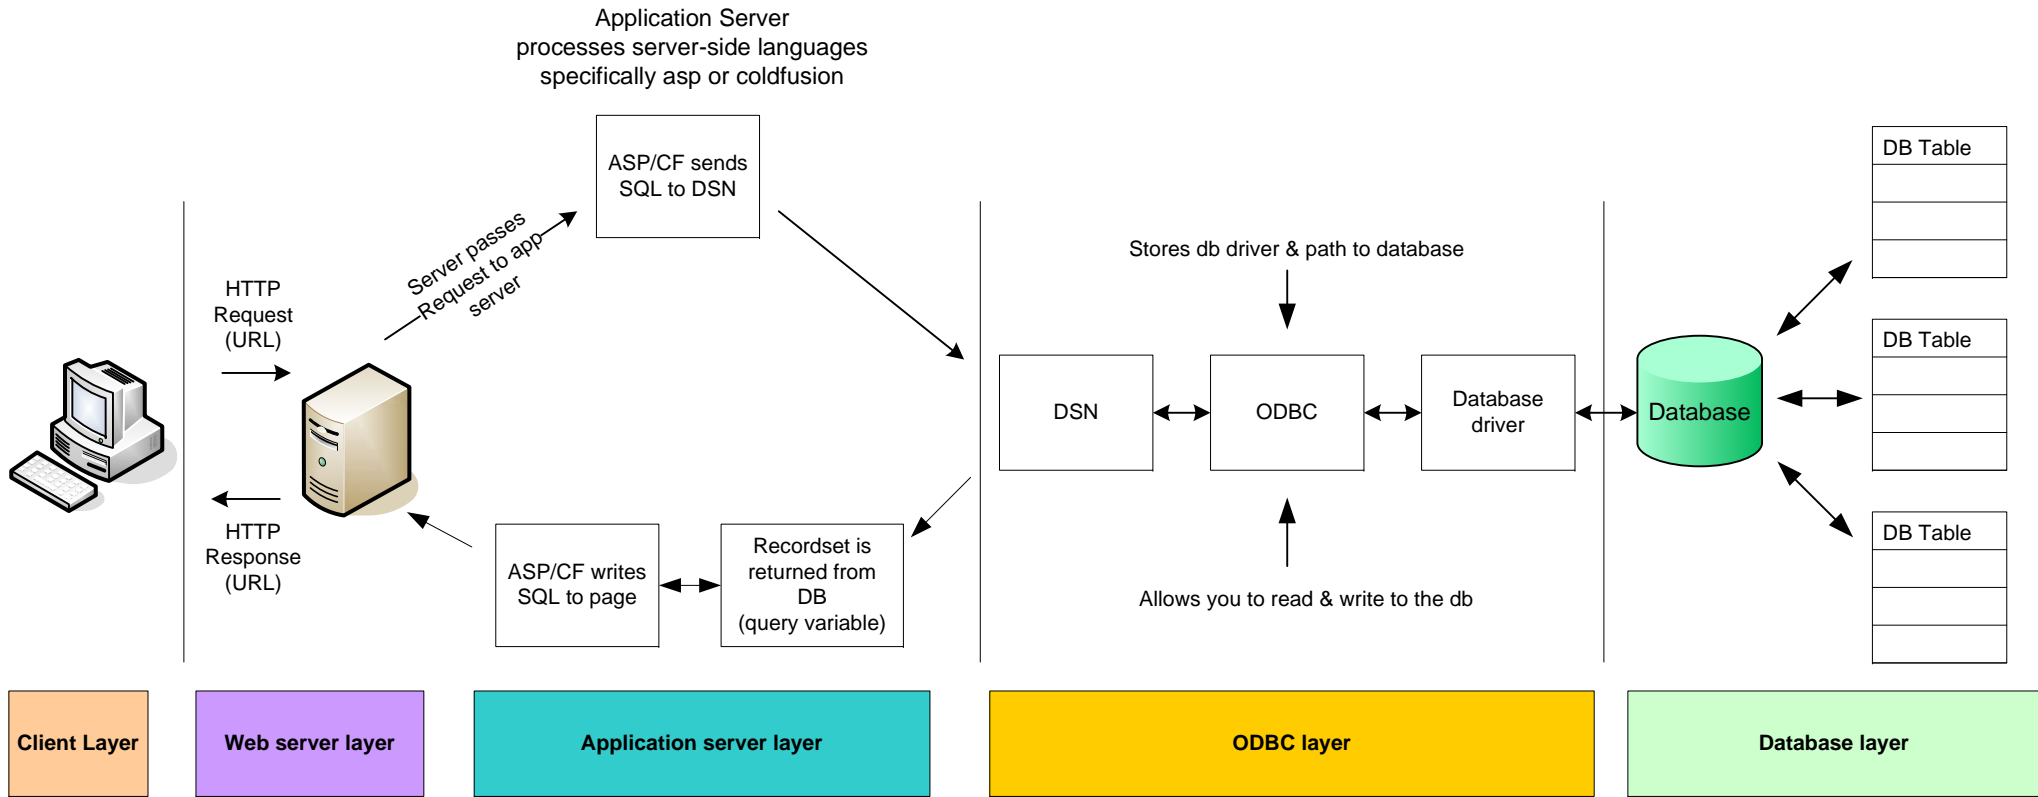 Application Server
processes server-side languages
specifically asp or coldfusion
ASP/CF sends
SQL to DSN
Server passes
Request to app
server
HTTP
Request
(URL)
HTTP
Response
(URL)
ASP/CF writes
SQL to page
Recordset is
returned from
DB
(query variable)
Stores db driver & path to database
DSN
ODBC
Database
driver
Allows you to read & write to the db
Database
DB Table
DB Table
DB Table
Client Layer
Web server layer
Application server layer
ODBC layer
Database layer